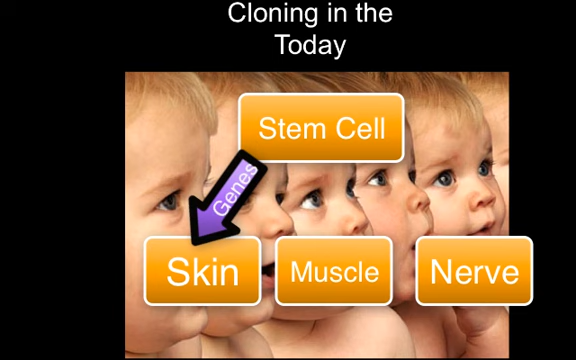 Cloning in the
Today
Stem Cell
Genes
Skin
Muscle
Nerve